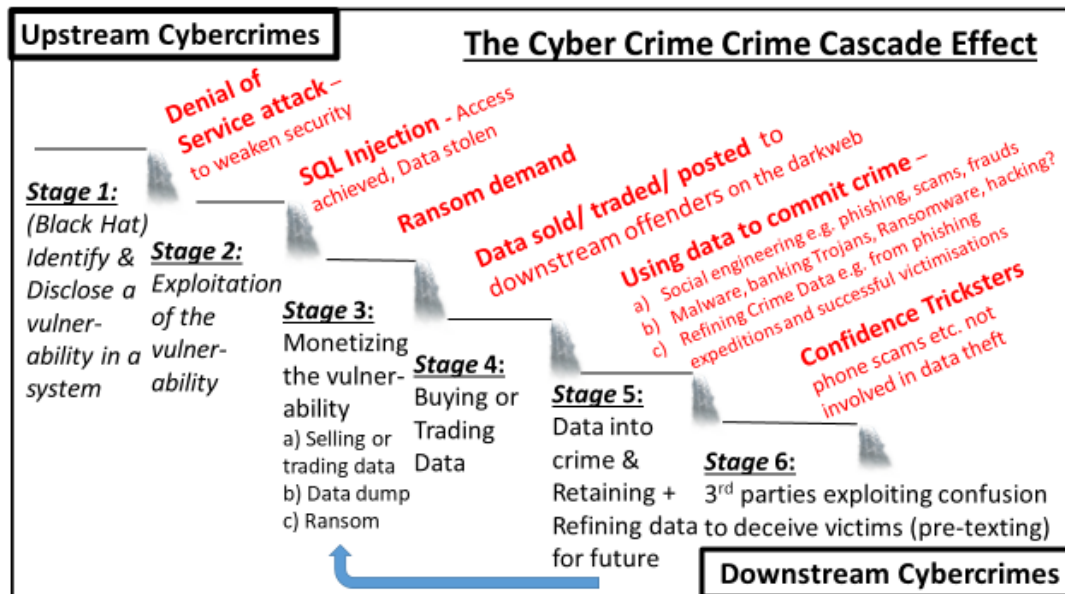 Upstream Cybercrimes
The Cyber Crime Crime Cascade Effect
Denial of
Service attack –
to weaken security
SQL Injection - Access
achieved, Data stolen
Ransom demand
Data sold/ traded/ posted to
downstream offenders on the darkweb
Using data to commit crime –
a) Social engineering e.g. phishing, scams, frauds
b) Malware, banking Trojans, Ransomware, hacking?
c) Refining Crime Data e.g. from phishing
expeditions and successful victimisations
Confidence Tricksters
phone scams etc. not
involved in data theft
Stage 1:
(Black Hat)
Identify &
Disclose a
vulner-
ability in a
system
Stage 2:
Exploitation
of the
vulner-
ability
Stage 3:
Monetizing
the vulner-
ability
a) Selling or
trading data
b) Data dump
c) Ransom
Stage 4:
Buying or
Trading
Data
Stage 5:
Data into
crime &
Retaining +
Refining data
for future
Stage 6:
3rd parties exploiting confusion
to deceive victims (pre-texting)
Downstream Cybercrimes